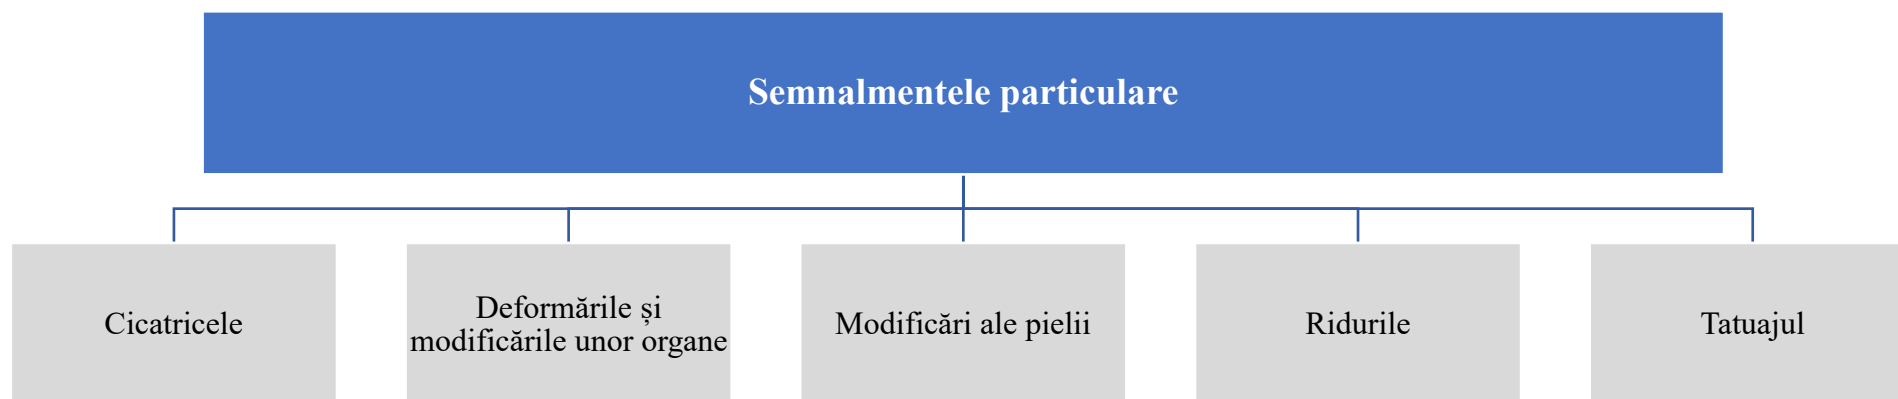 Semnalmentele particulare
Cicatricele
Deformările și
modificările unor organe
Modificări ale pielii
Ridurile
Tatuajul